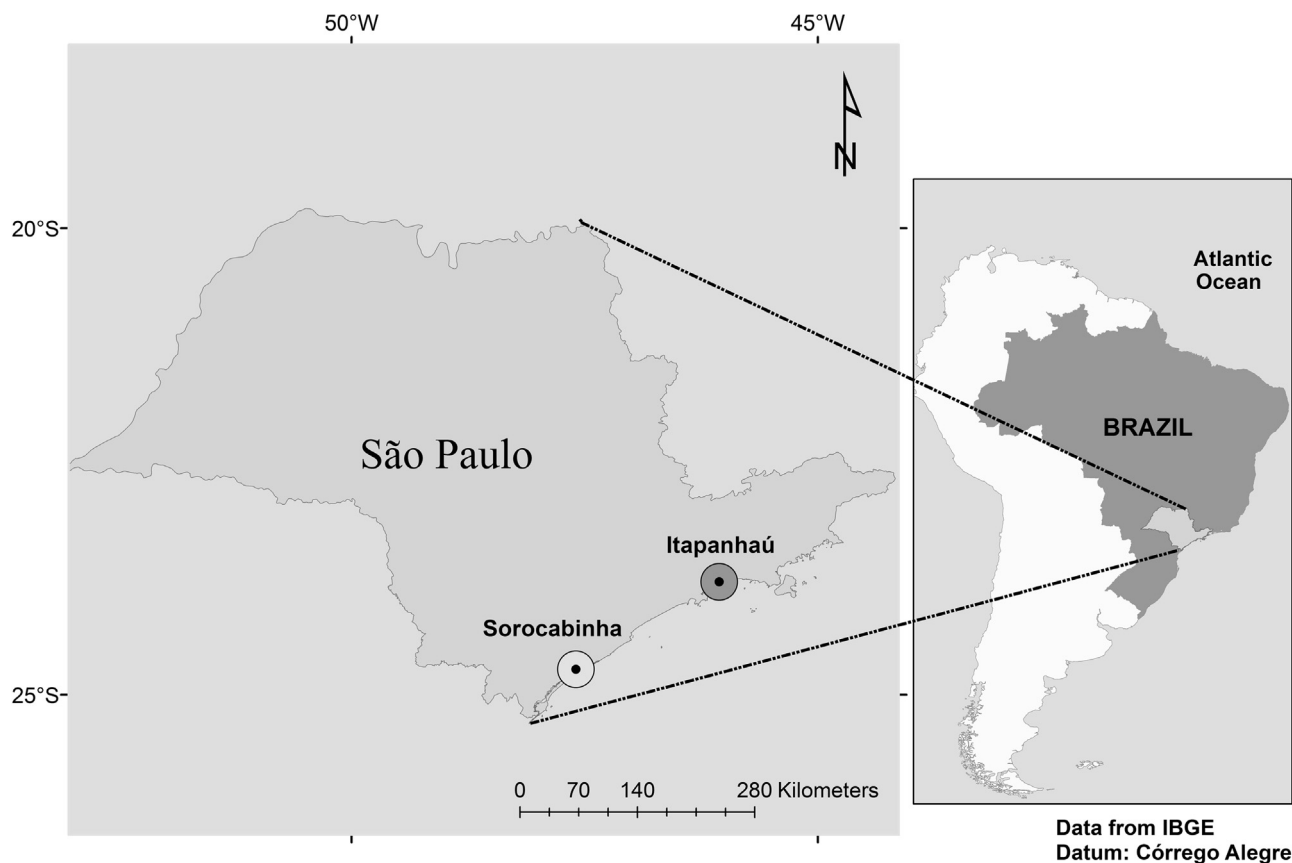 50°W
45°W
N
20°S
Atlantic
Ocean
BRAZIL
São Paulo
Itapanhaú
Sorocabinha
25°S
0 70 140 280 Kilometers
Data from IBGE
Datum: Córrego Alegre